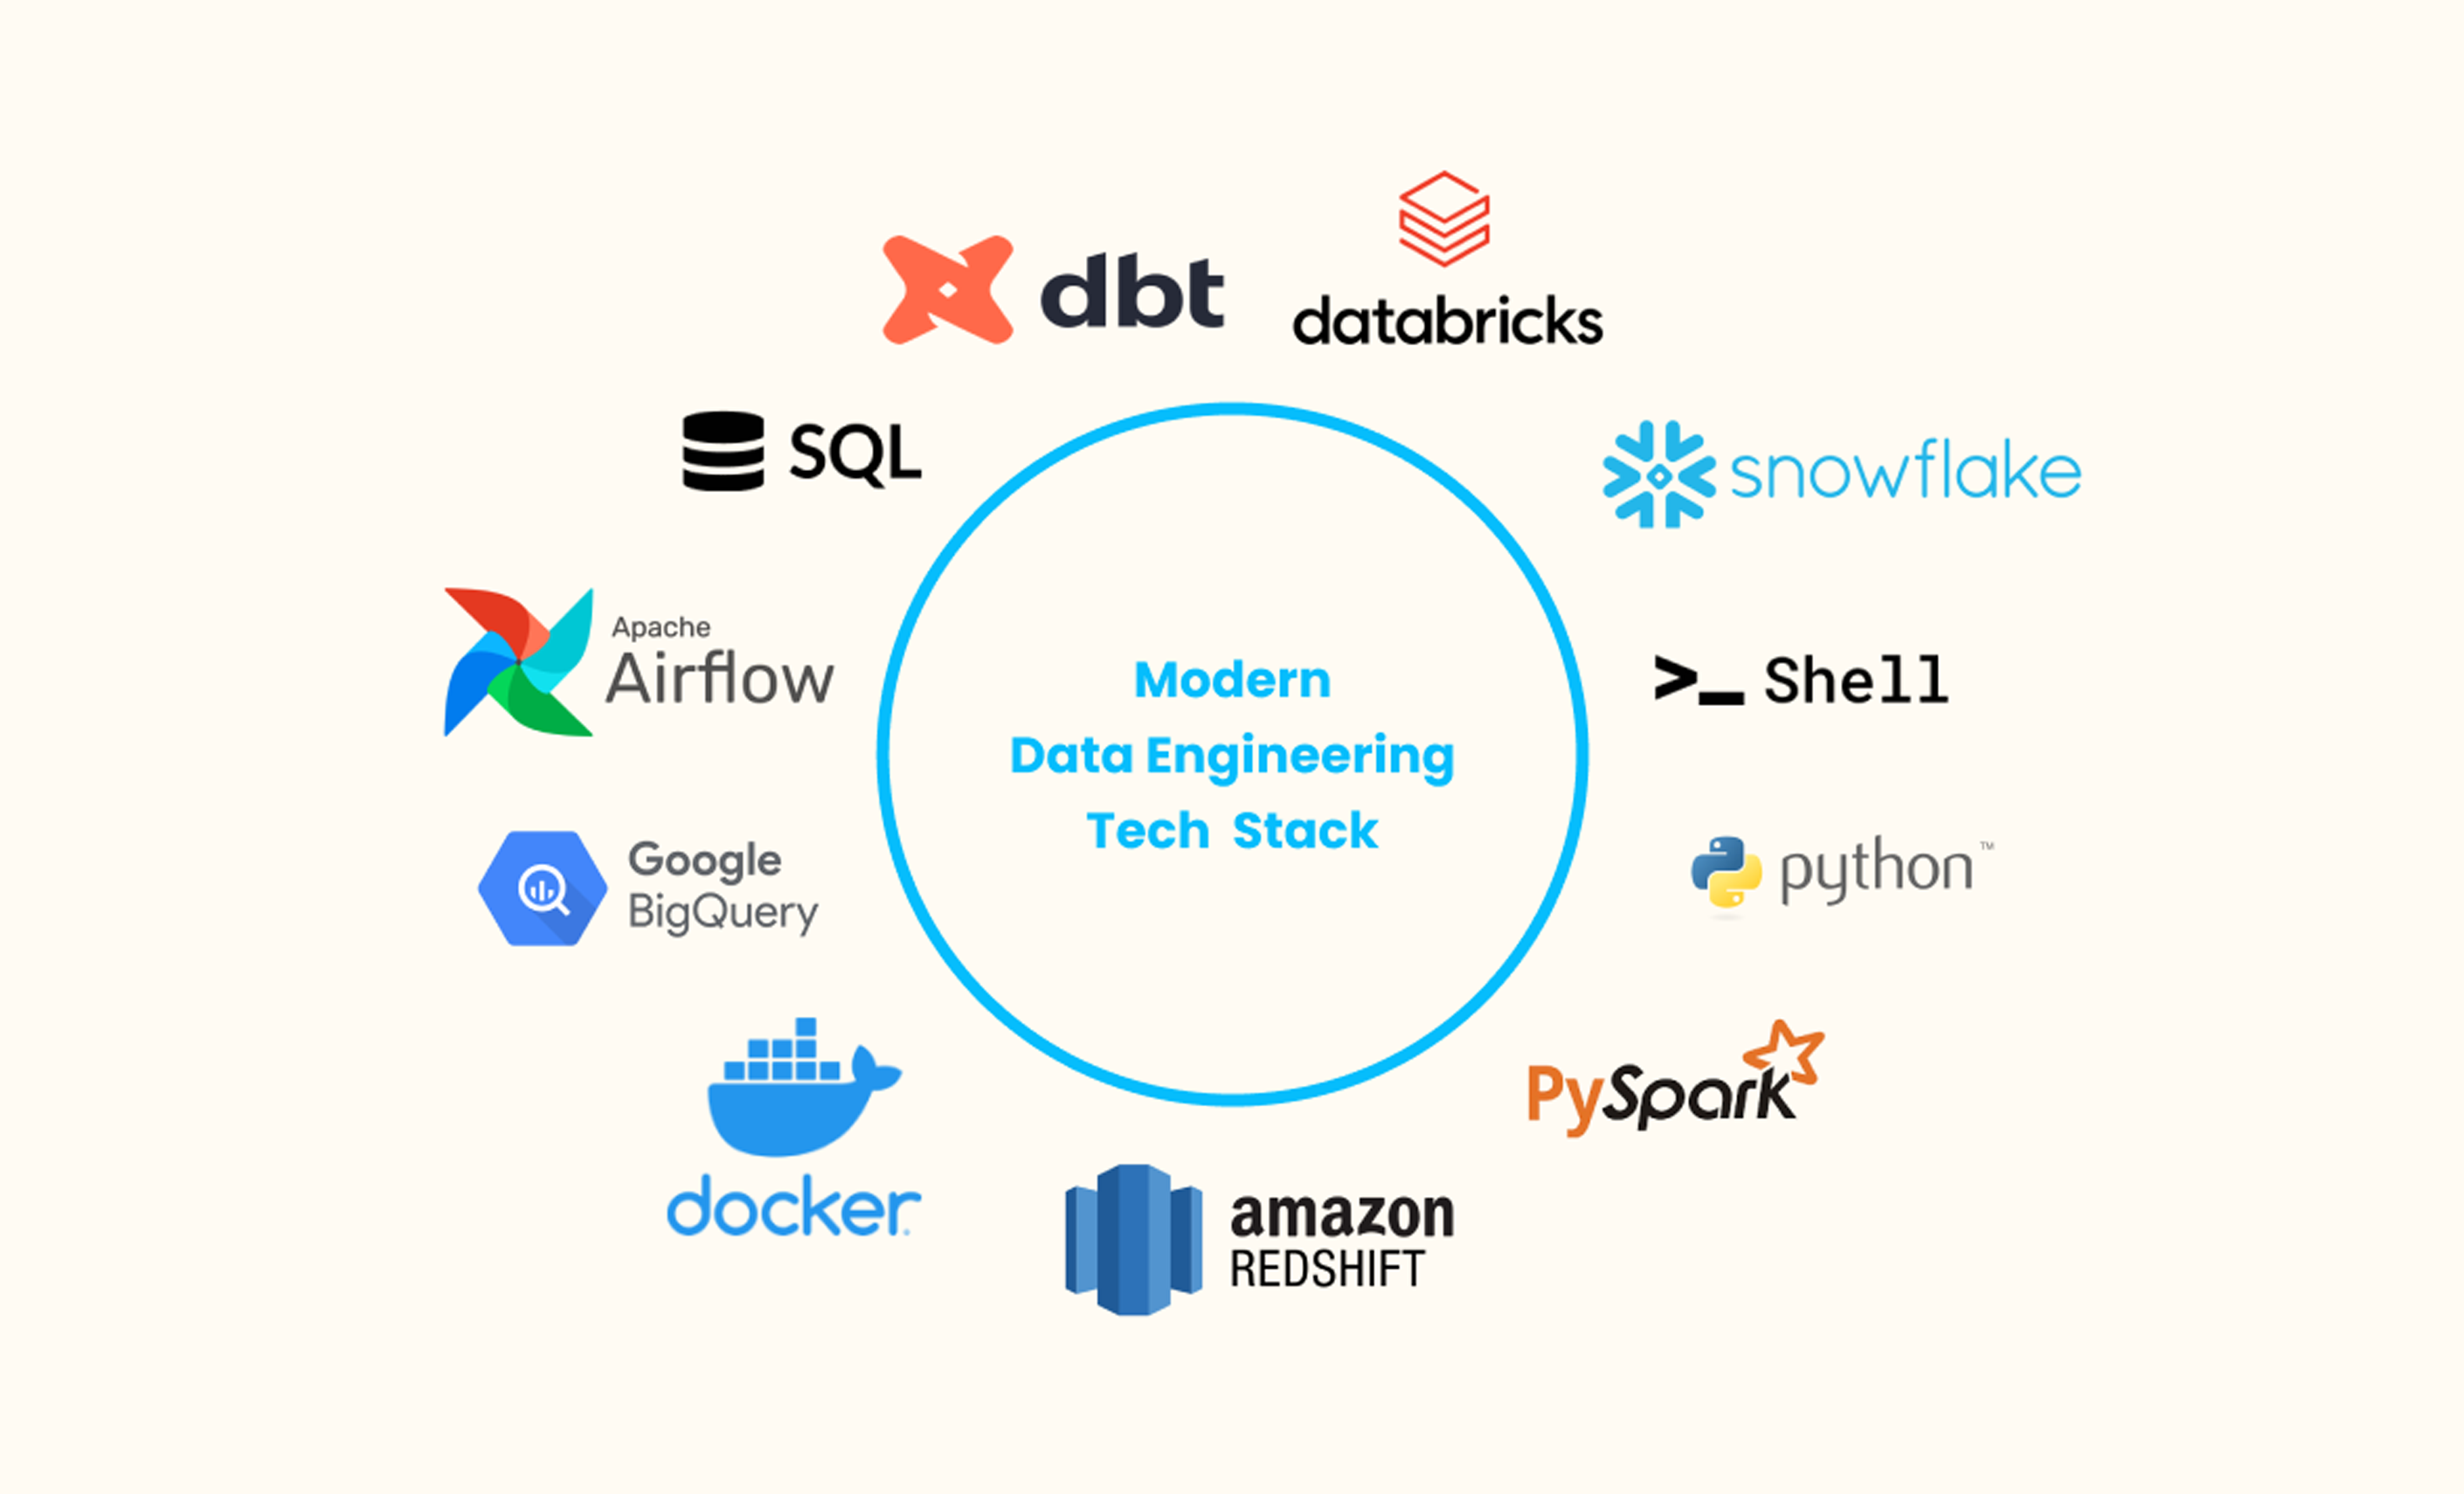 dbt
databricks
SQL
snowflake
Apache
Airflow
>_ Shell
Modern
Data Engineering
Tech Stack
Google
BigQuery
python™
docker
PySpark
amazon
REDSHIFT